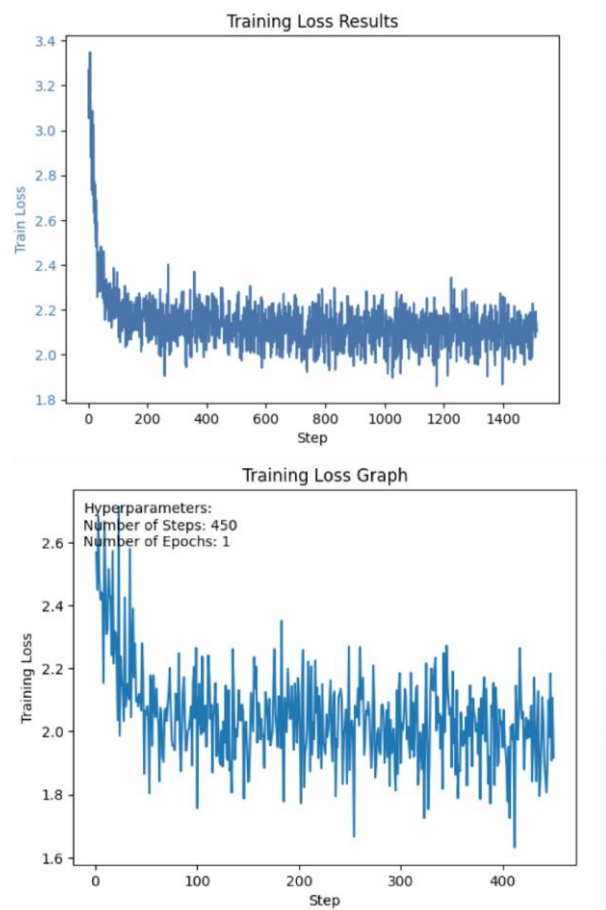 Training Loss Results
3.4
3.2
3.0
2.8
2.6
2.4
2.2
2.0
1.8
Train Loss
0 200 400 600 800 1000 1200 1400
Step
Training Loss Graph
Hyperparameters:
Number of Steps: 450
Number of Epochs: 1
2.6
2.4
2.2
2.0
1.8
1.6
Training Loss
0 100 200 300 400
Step